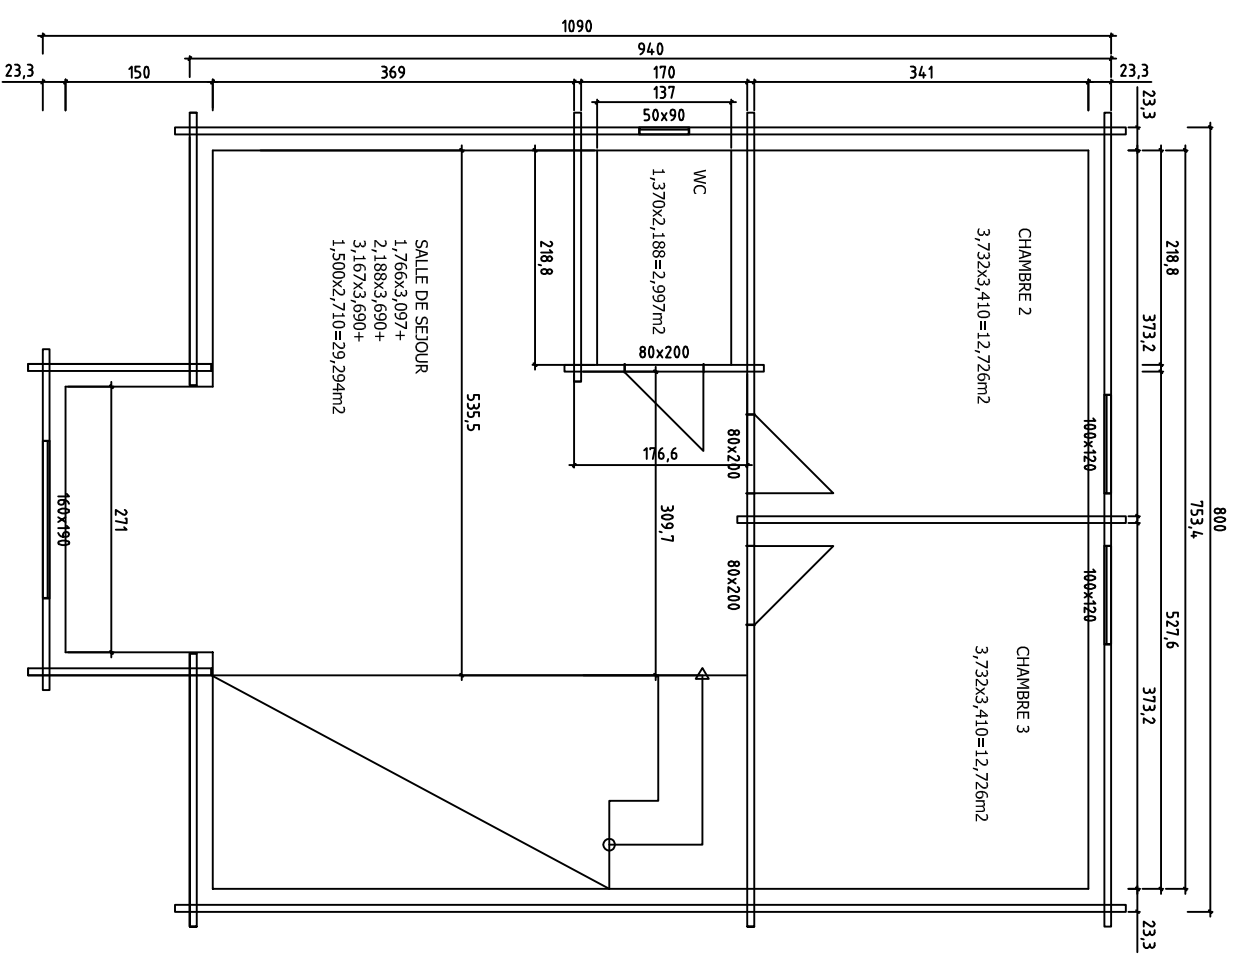 1090
940
23,3
150
369
170
341
23,3
137
50x90
23,3
WC
1,370x2,188=2,997m2
CHAMBRE 2
3,732x3,410=12,726m2
SALLE DE SEJOUR
1,766x3,097+
2,188x3,690+
3,167x3,690+
1,500x2,710=29,294m2
218,8
218,8
373,2
80x200
535,5
176,6
80x200
100x120
309,7
271
160x190
800
753,4
80x200
100x120
527,6
CHAMBRE 3
3,732x3,410=12,726m2
373,2
23,3